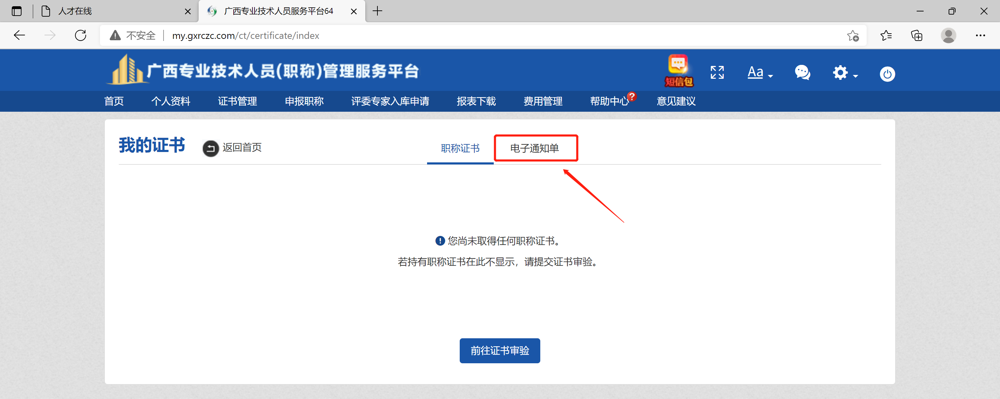 人才在线
广西专业技术人员服务平台64
不安全 my.gxrczc.com/ct/certificate/index
广西专业技术人员(职称)管理服务平台
短信包
Aa
首页 个人资料 证书管理 申报职称 评委专家入库申请 报表下载 费用管理 帮助中心? 意见建议
我的证书 返回首页 职称证书 电子通知单
您尚未取得任何职称证书。
若持有职称证书在此不显示，请提交证书审验。
前往证书审验